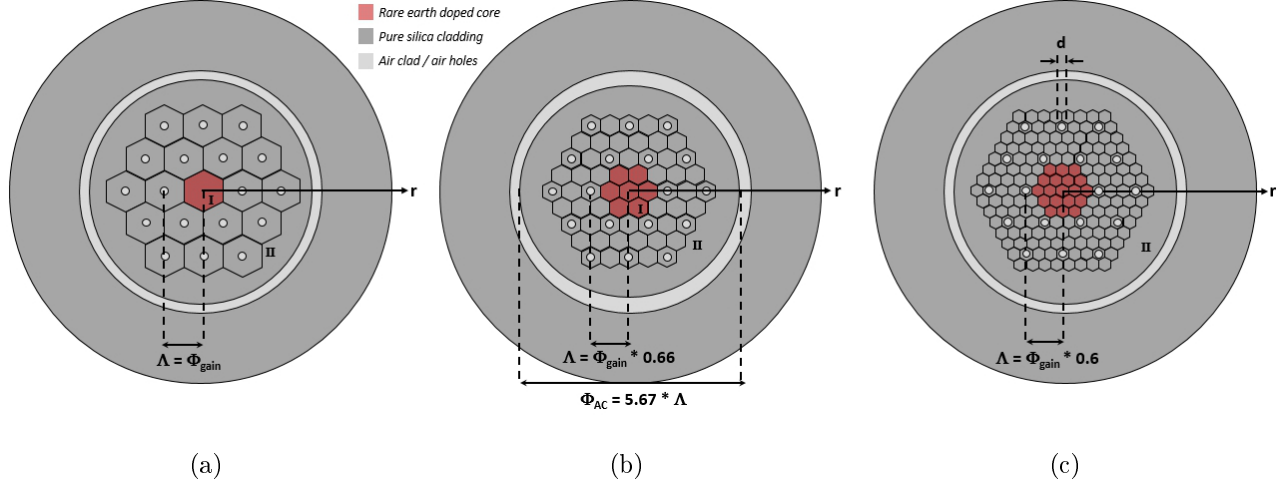 Rare earth doped core
Pure silica cladding
Air clad / air holes
I
II
r
Λ = Φgain
I
II
r
Λ = Φgain * 0.66
ΦAC = 5.67 * Λ
d
II
r
Λ = Φgain * 0.6
(a)
(b)
(c)